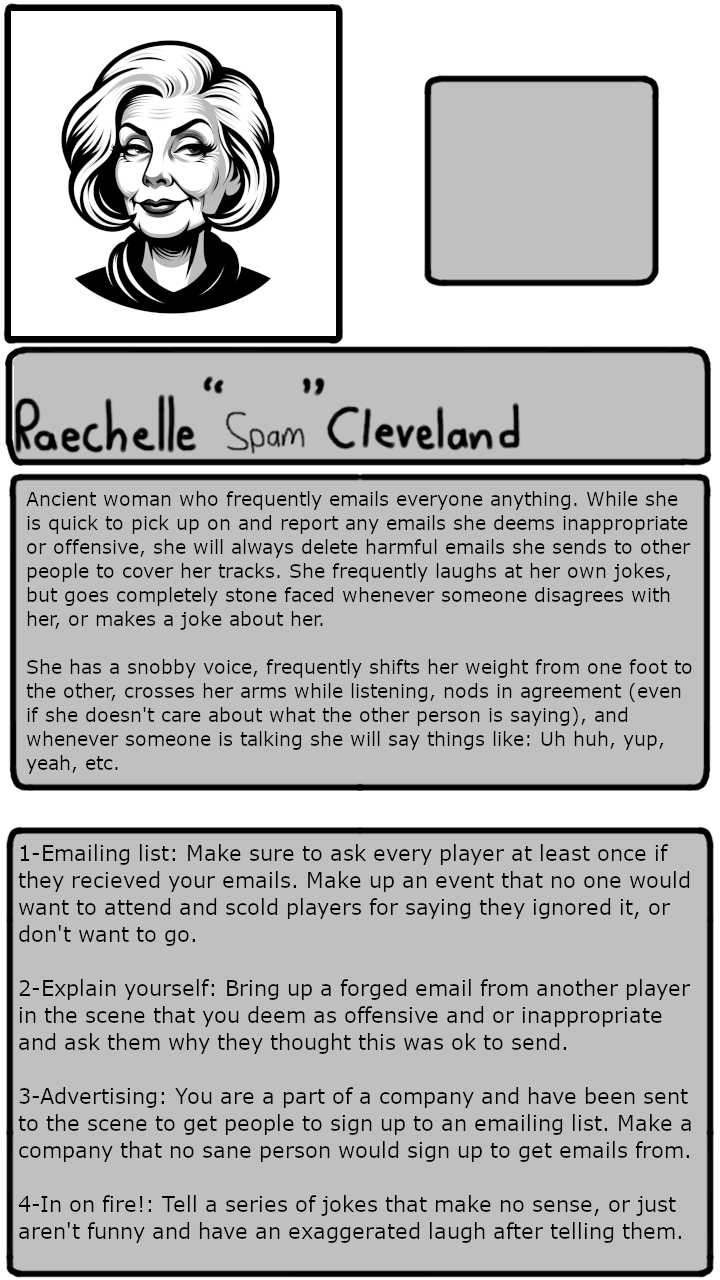 Raechelle "Spam" Cleveland
Ancient woman who frequently emails everyone anything. While she
is quick to pick up on and report any emails she deems inappropriate
or offensive, she will always delete harmful emails she sends to other
people to cover her tracks. She frequently laughs at her own jokes,
but goes completely stone faced whenever someone disagrees with
her, or makes a joke about her.
She has a snobby voice, frequently shifts her weight from one foot to
the other, crosses her arms while listening, nods in agreement (even
if she doesn't care about what the other person is saying), and
whenever someone is talking she will say things like: Uh huh, yup,
yeah, etc.
1-Emailing list: Make sure to ask every player at least once if
they recieved your emails. Make up an event that no one would
want to attend and scold players for saying they ignored it, or
don't want to go.
2-Explain yourself: Bring up a forged email from another player
in the scene that you deem as offensive and or inappropriate
and ask them why they thought this was ok to send.
3-Advertising: You are a part of a company and have been sent
to the scene to get people to sign up to an emailing list. Make a
company that no sane person would sign up to get emails from.
4-In on fire!: Tell a series of jokes that make no sense, or just
aren't funny and have an exaggerated laugh after telling them.